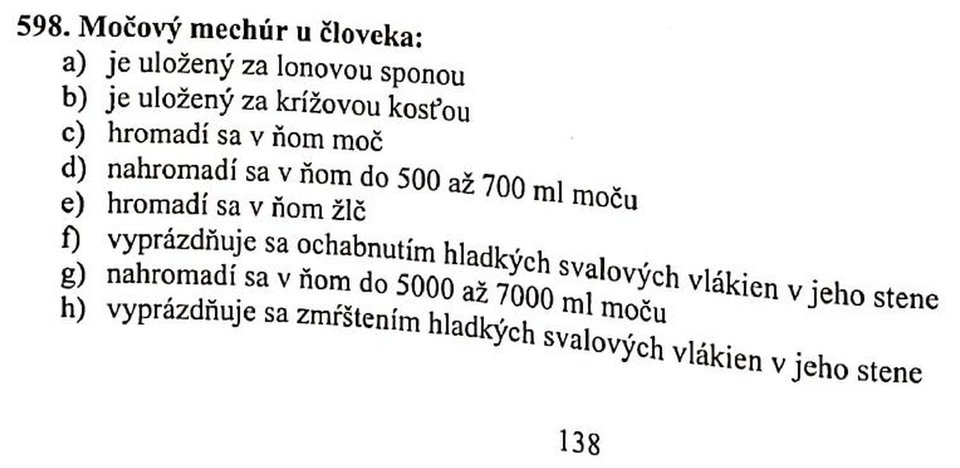 598. Močový mechúr u človeka:
a) je uložený za lonovou sponou
b) je uložený za krížovou kosťou
c) hromadí sa v ňom moč
d) nahromadí sa v ňom do 500 až 700 ml moču
e) hromadí sa v ňom žlč
f) vyprázdňuje sa ochabnutím hladkých svalových vlákien v jeho stene
g) nahromadí sa v ňom do 5000 až 7000 ml moču
h) vyprázdňuje sa zmŕštením hladkých svalových vlákien v jeho stene
138